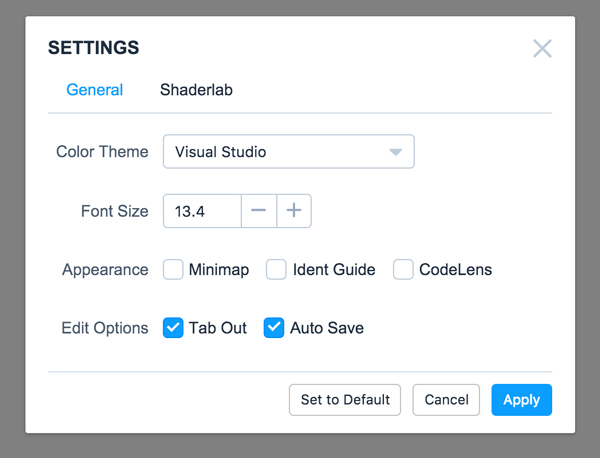 SETTINGS
General Shaderlab
Color Theme Visual Studio
Font Size 13.4
Appearance Minimap Ident Guide CodeLens
Edit Options Tab Out Auto Save
Set to Default Cancel Apply